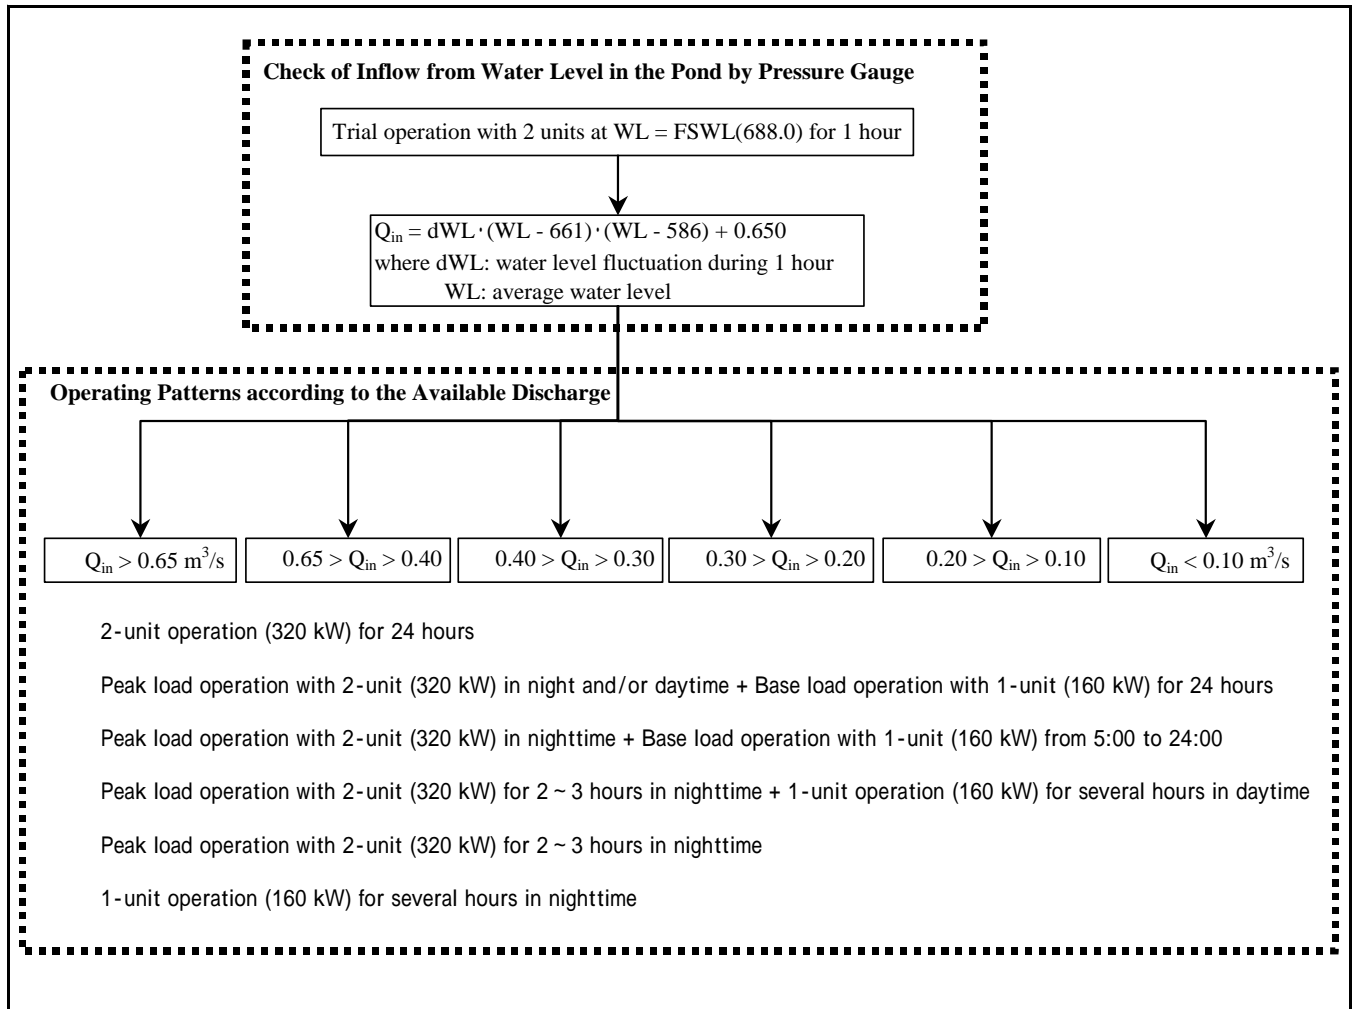 Check of Inflow from Water Level in the Pond by Pressure Gauge
Trial operation with 2 units at WL = FSWL(688.0) for 1 hour
Qin = dWL·(WL - 661)·(WL - 586) + 0.650
where dWL: water level fluctuation during 1 hour
WL: average water level
Operating Patterns according to the Available Discharge
Qin > 0.65 m³/s
0.65 > Qin > 0.40
0.40 > Qin > 0.30
0.30 > Qin > 0.20
0.20 > Qin > 0.10
Qin < 0.10 m³/s
2-unit operation (320 kW) for 24 hours
Peak load operation with 2-unit (320 kW) in night and/or daytime + Base load operation with 1-unit (160 kW) for 24 hours
Peak load operation with 2-unit (320 kW) in nighttime + Base load operation with 1-unit (160 kW) from 5:00 to 24:00
Peak load operation with 2-unit (320 kW) for 2 ~ 3 hours in nighttime + 1-unit operation (160 kW) for several hours in daytime
Peak load operation with 2-unit (320 kW) for 2 ~ 3 hours in nighttime
1-unit operation (160 kW) for several hours in nighttime